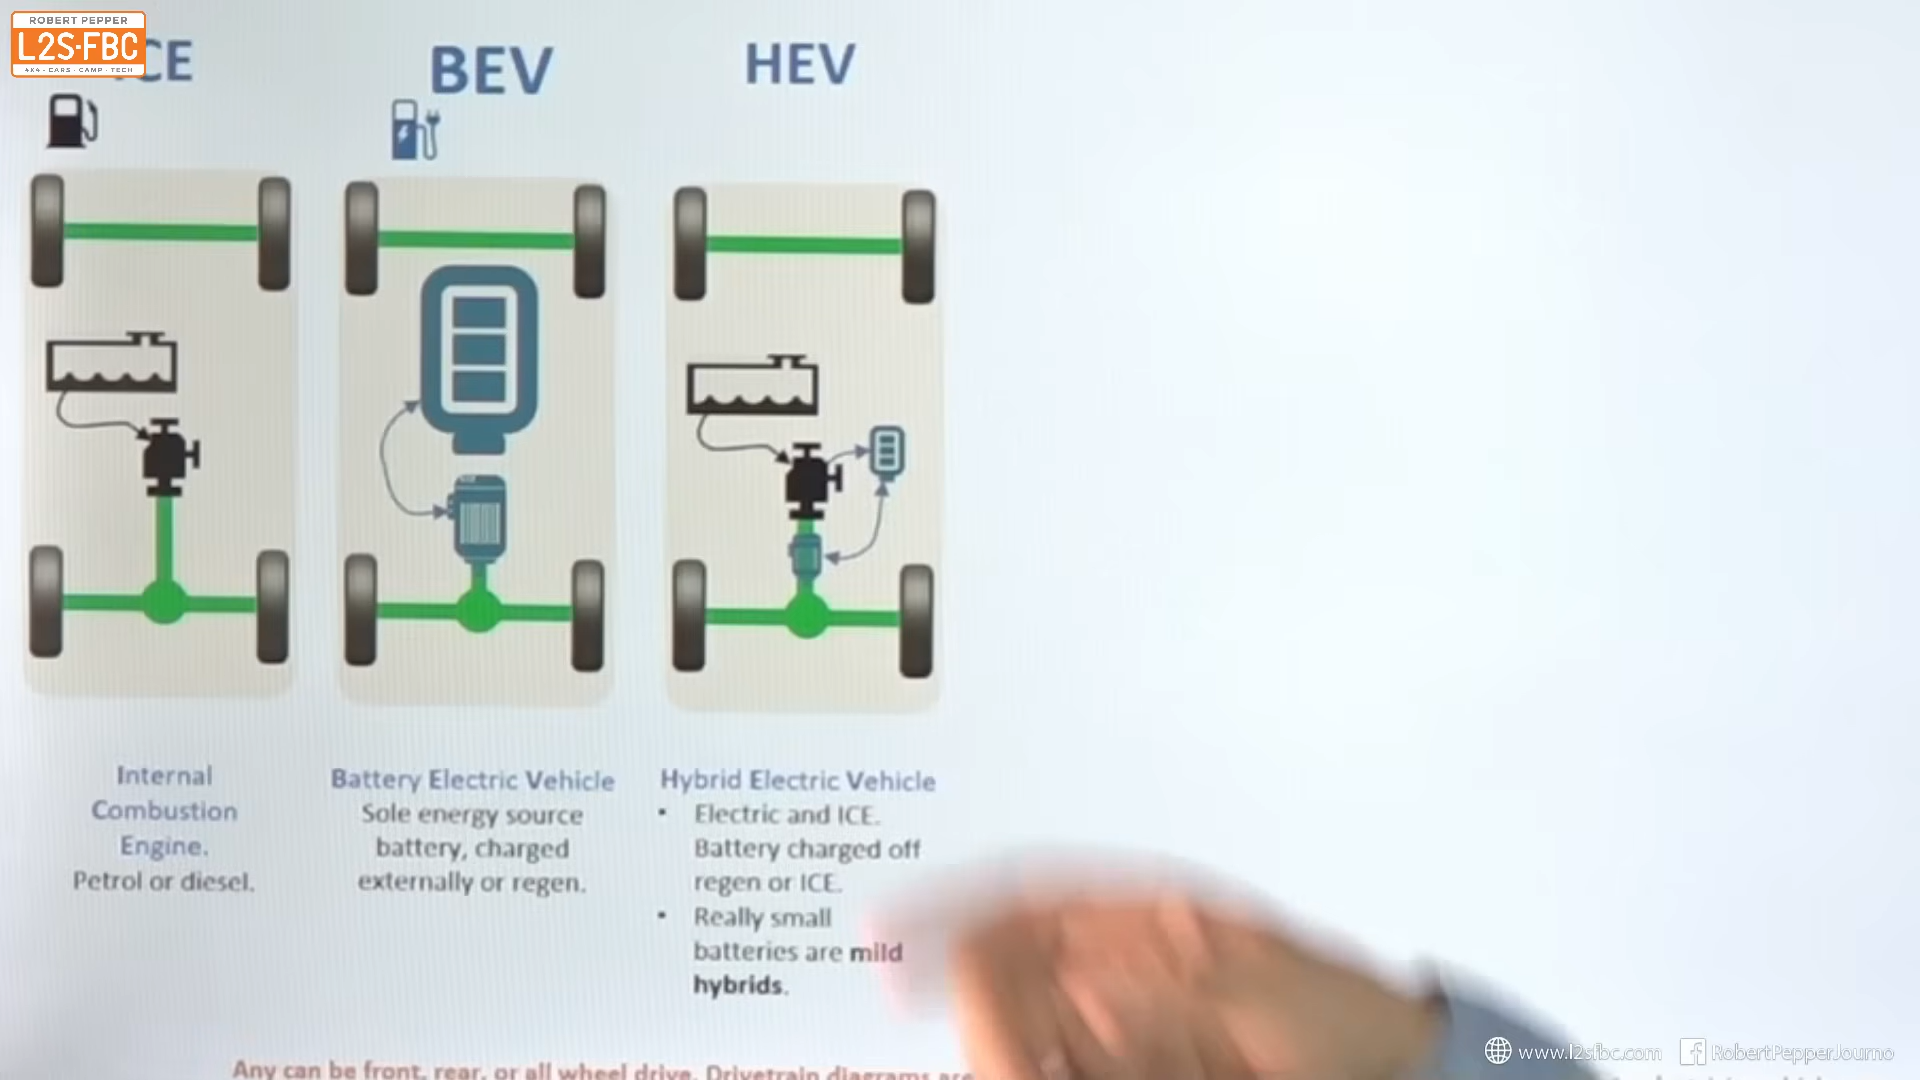 ROBERT PEPPER
L2S-FBC
4X4 - CARS - CAMP - TECH
BEV
HEV
Internal
Combustion
Engine.
Petrol or diesel.
Battery Electric Vehicle
Sole energy source
battery, charged
externally or regen.
Hybrid Electric Vehicle
• Electric and ICE.
Battery charged off
regen or ICE.
• Really small
batteries are mild
hybrids.
Any can be front, rear, or all wheel drive. Drivetrain diagrams are
www.l2sfbc.com
RobertPepperJourno